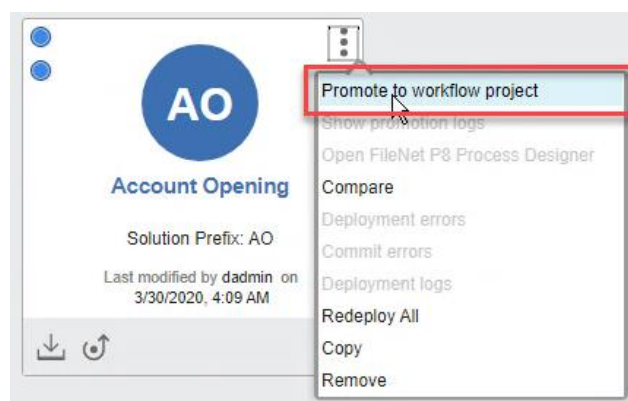 AO
Account Opening
Solution Prefix: AO
Last modified by dadmin on
3/30/2020, 4:09 AM
Promote to workflow project
Show promotion logs
Open FileNet P8 Process Designer
Compare
Deployment errors
Commit errors
Deployment logs
Redeploy All
Copy
Remove